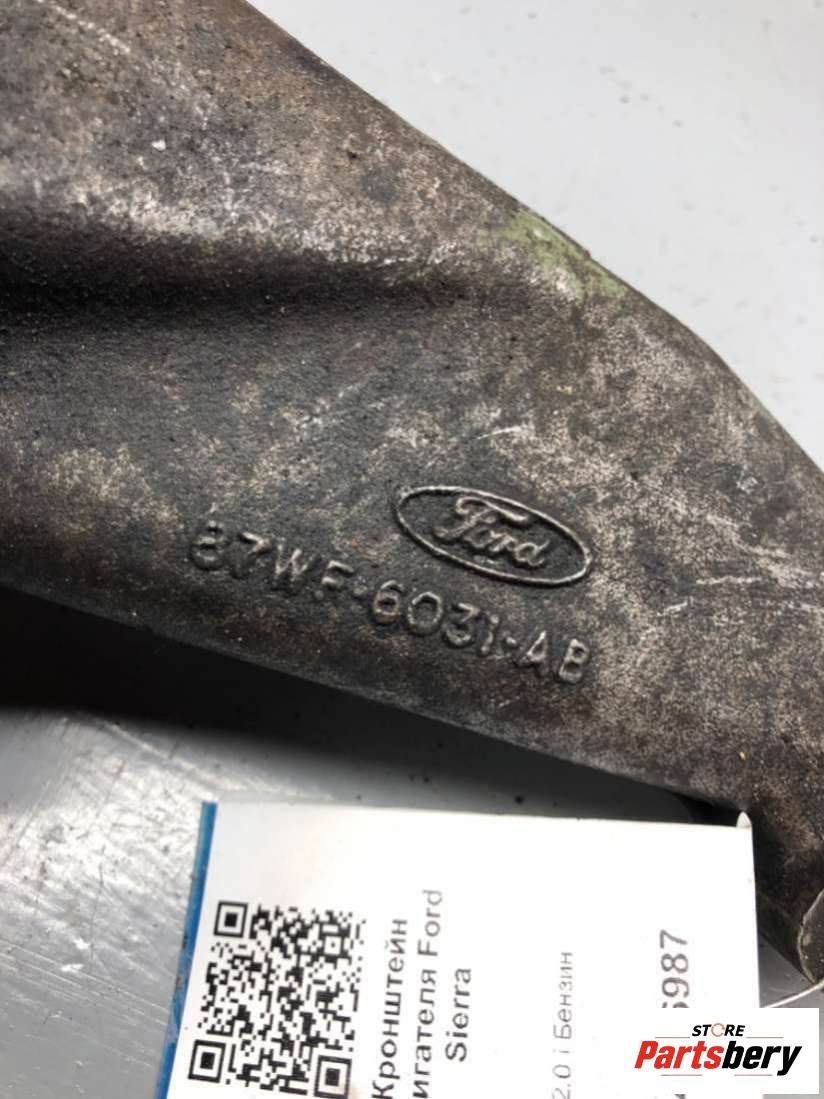 Ford
87WF-6031-AB
Кронштейн
игателя Ford
Sierra
2.0 i Бензин
987
STORE
Partsbery